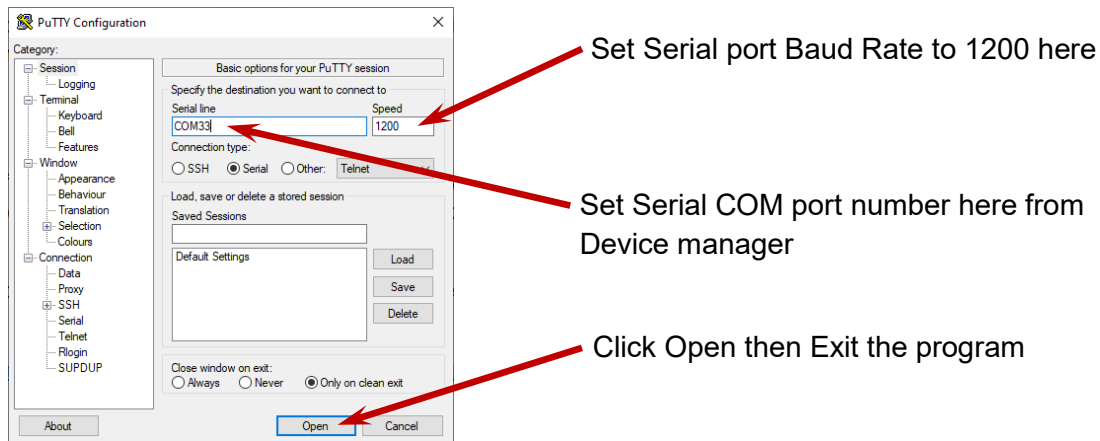 PuTTY Configuration
Category:
Session
Logging
Terminal
Keyboard
Bell
Features
Window
Appearance
Behaviour
Translation
Selection
Colours
Connection
Data
Proxy
SSH
Serial
Telnet
Rlogin
SUPDUP
Basic options for your PuTTY session
Specify the destination you want to connect to
Serial line Speed
COM33 1200
Connection type:
SSH Serial Other: Telnet
Load, save or delete a stored session
Saved Sessions
Default Settings
Load
Save
Delete
Close window on exit:
Always Never Only on clean exit
About Open Cancel
Set Serial port Baud Rate to 1200 here
Set Serial COM port number here from
Device manager
Click Open then Exit the program